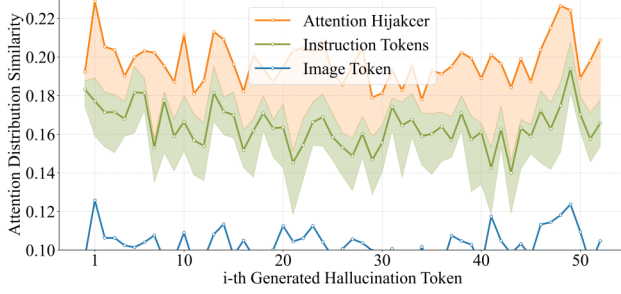 Attention Hijakcer
Instruction Tokens
Image Token
Attention Distribution Similarity
0.22
0.20
0.18
0.16
0.14
0.12
0.10
1 10 20 30 40 50
i-th Generated Hallucination Token